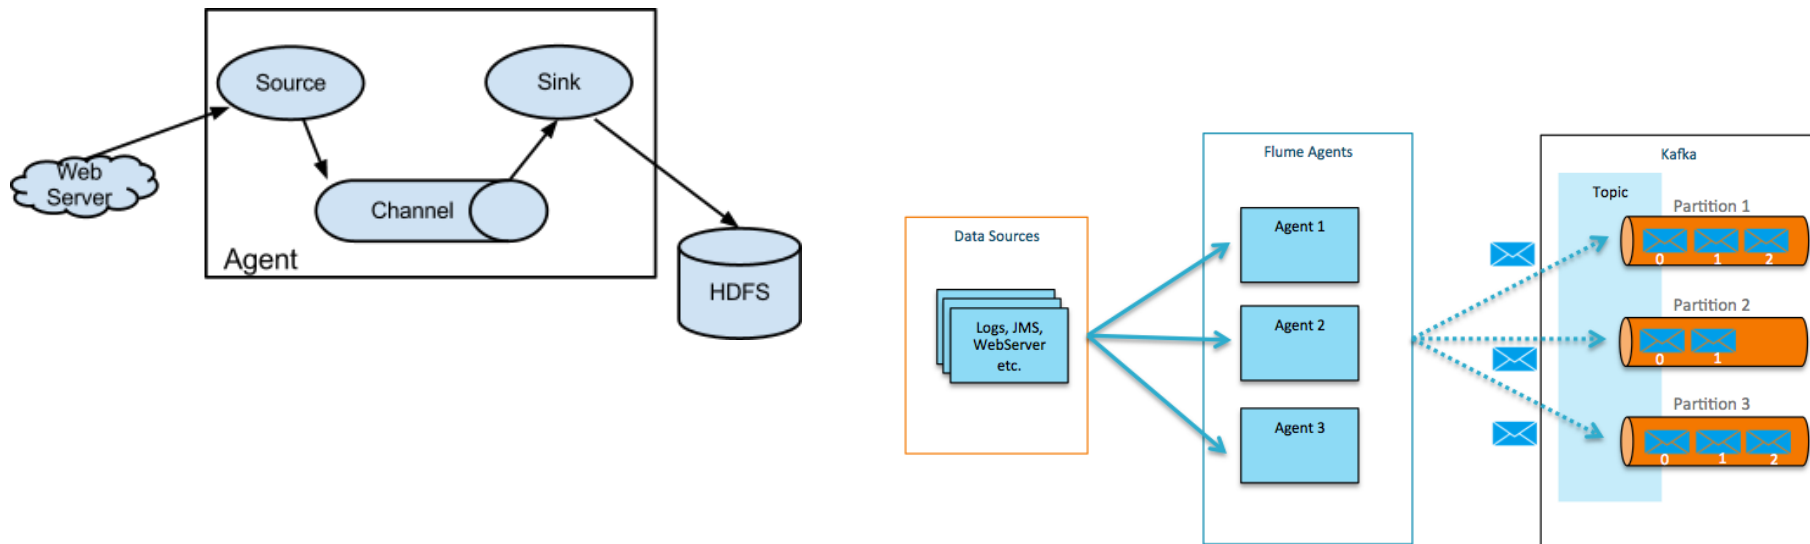 Source
Sink
Web
Server
Channel
Agent
HDFS
Data Sources
Logs, JMS,
WebServer
etc.
Flume Agents
Agent 1
Agent 2
Agent 3
Kafka
Topic
Partition 1
0 1 2
Partition 2
0 1
Partition 3
0 1 2